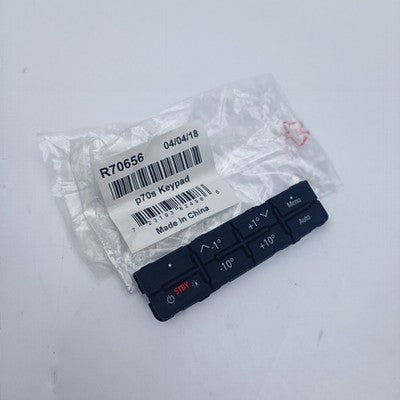 R70656
04/04/18
p70s Keypad
Made in China
-1°
+1°
Menu
STBY
-10°
+10°
Auto